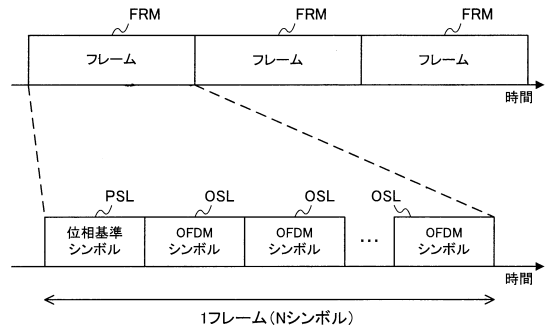 FRM FRM FRM
フレーム フレーム フレーム
時間
PSL OSL OSL OSL
位相基準 OFDM OFDM OFDM
シンボル シンボル シンボル … シンボル
時間
1フレーム(Nシンボル)